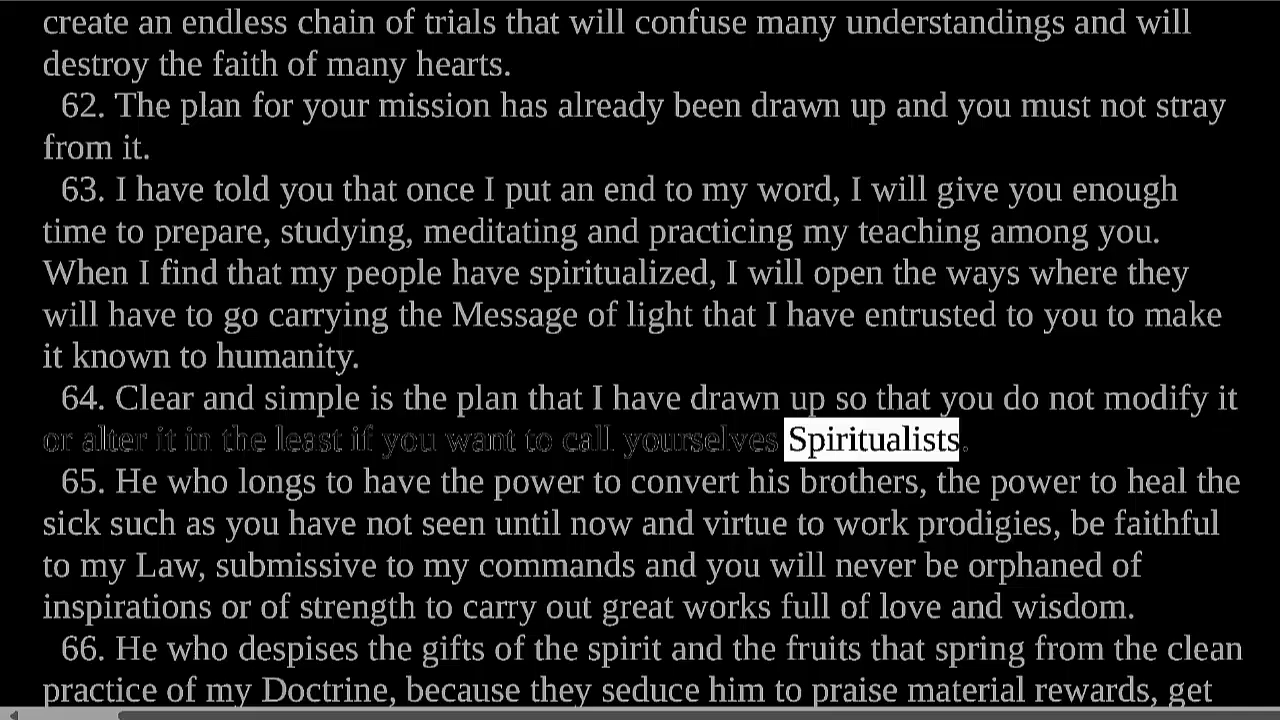 create an endless chain of trials that will confuse many understandings and will
destroy the faith of many hearts.
62. The plan for your mission has already been drawn up and you must not stray
from it.
63. I have told you that once I put an end to my word, I will give you enough
time to prepare, studying, meditating and practicing my teaching among you.
When I find that my people have spiritualized, I will open the ways where they
will have to go carrying the Message of light that I have entrusted to you to make
it known to humanity.
64. Clear and simple is the plan that I have drawn up so that you do not modify it
or alter it in the least if you want to call yourselves Spiritualists.
65. He who longs to have the power to convert his brothers, the power to heal the
sick such as you have not seen until now and virtue to work prodigies, be faithful
to my Law, submissive to my commands and you will never be orphaned of
inspirations or of strength to carry out great works full of love and wisdom.
66. He who despises the gifts of the spirit and the fruits that spring from the clean
practice of my Doctrine, because they seduce him to praise material rewards, get